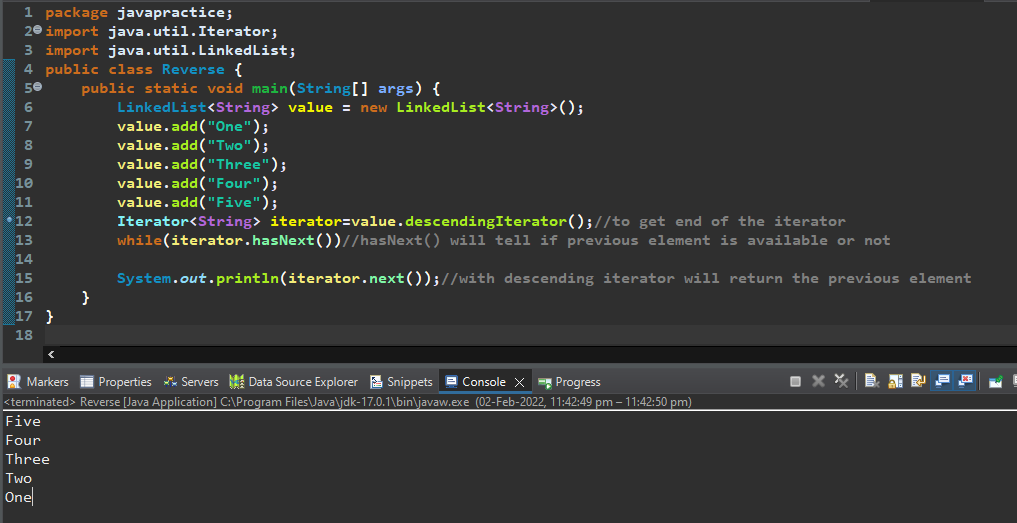 1 package javapractice;
2 import java.util.Iterator;
3 import java.util.LinkedList;
4 public class Reverse {
5     public static void main(String[] args) {
6         LinkedList<String> value = new LinkedList<String>();
7         value.add("One");
8         value.add("Two");
9         value.add("Three");
10         value.add("Four");
11         value.add("Five");
12         Iterator<String> iterator=value.descendingIterator();//to get end of the iterator
13         while(iterator.hasNext())//hasNext() will tell if previous element is available or not
14
15         System.out.println(iterator.next());//with descending iterator will return the previous element
16     }
17 }
18
Markers Properties Servers Data Source Explorer Snippets Console Progress
<terminated> Reverse [Java Application] C:\Program Files\Java\jdk-17.0.1\bin\javaw.exe (02-Feb-2022, 11:42:49 pm – 11:42:50 pm)
Five
Four
Three
Two
One